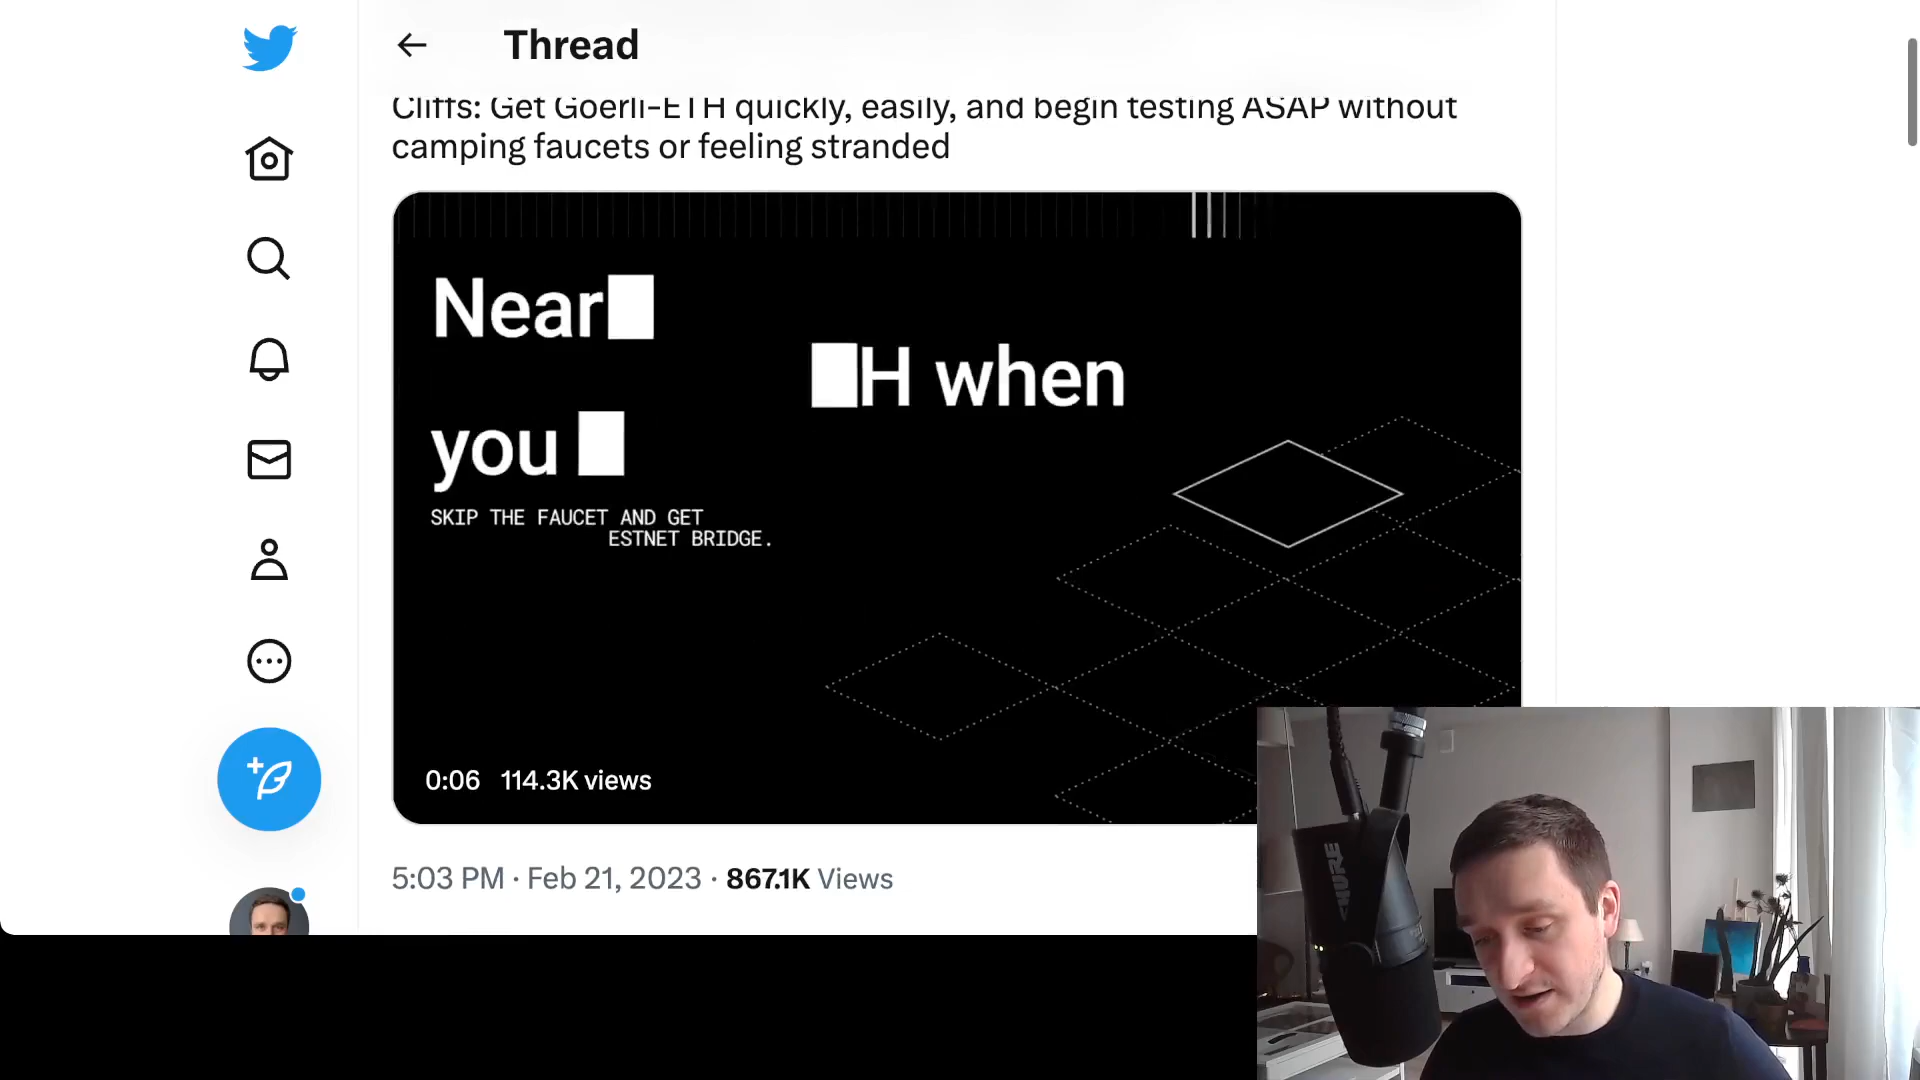 Thread
Cliffs: Get Goerli-ETH quickly, easily, and begin testing ASAP without
camping faucets or feeling stranded
Near
H when
you
SKIP THE FAUCET AND GET
ESTNET BRIDGE.
0:06 114.3K views
5:03 PM · Feb 21, 2023 · 867.1K Views
SHURE